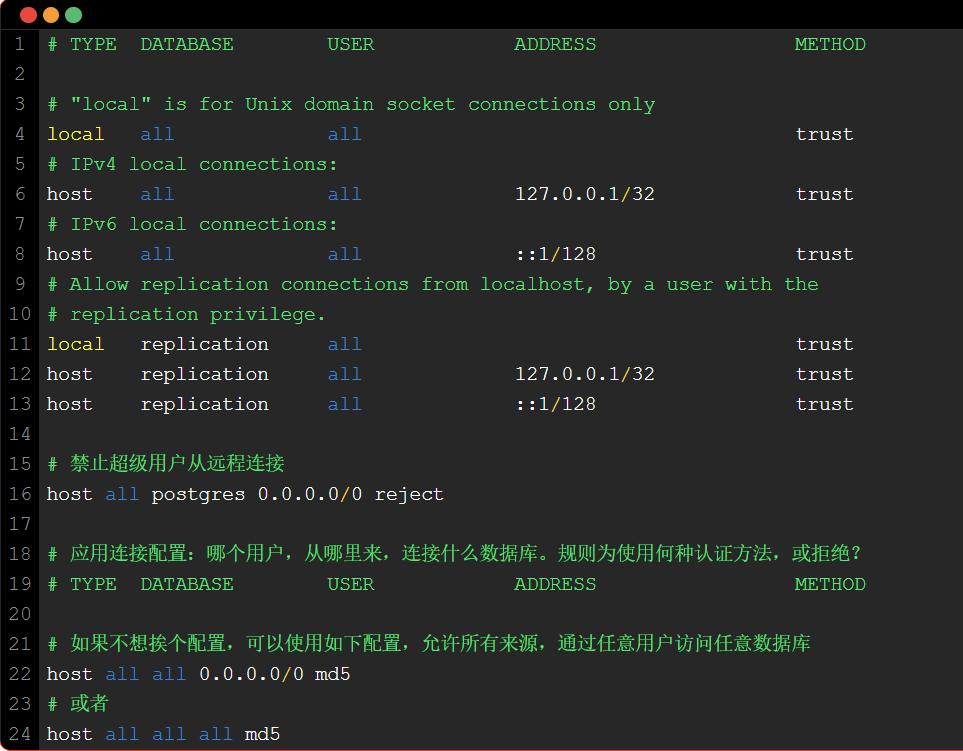 1 # TYPE  DATABASE        USER            ADDRESS                 METHOD
2
3 # "local" is for Unix domain socket connections only
4 local   all             all                                     trust
5 # IPv4 local connections:
6 host    all             all             127.0.0.1/32            trust
7 # IPv6 local connections:
8 host    all             all             ::1/128                 trust
9 # Allow replication connections from localhost, by a user with the
10 # replication privilege.
11 local   replication     all                                     trust
12 host    replication     all             127.0.0.1/32            trust
13 host    replication     all             ::1/128                 trust
14
15 # 禁止超级用户从远程连接
16 host all postgres 0.0.0.0/0 reject
17
18 # 应用连接配置：哪个用户，从哪里来，连接什么数据库。规则为使用何种认证方法，或拒绝？
19 # TYPE  DATABASE        USER            ADDRESS                 METHOD
20
21 # 如果不想挨个配置，可以使用如下配置，允许所有来源，通过任意用户访问任意数据库
22 host all all 0.0.0.0/0 md5
23 # 或者
24 host all all all md5